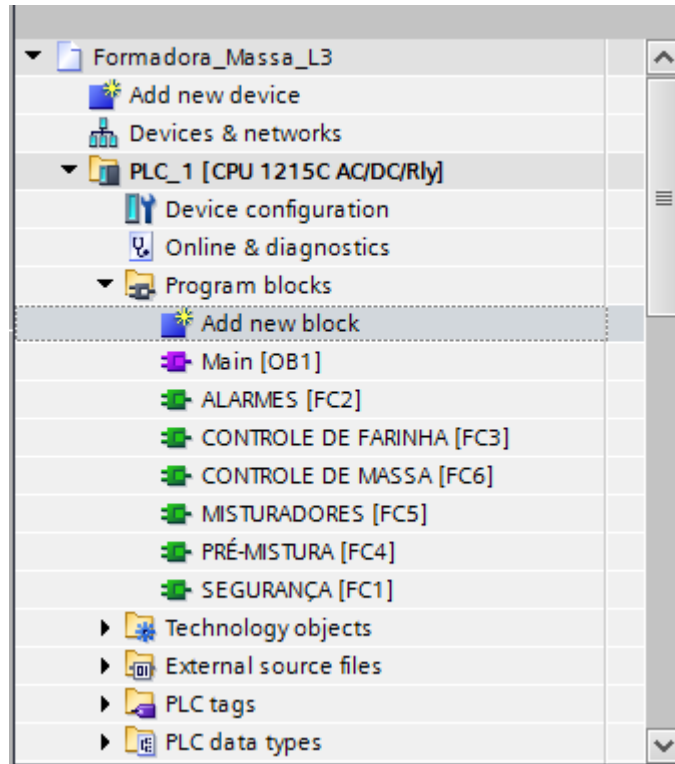 Formadora_Massa_L3
Add new device
Devices & networks
PLC_1 [CPU 1215C AC/DC/Rly]
Device configuration
Online & diagnostics
Program blocks
Add new block
Main [OB1]
ALARMES [FC2]
CONTROLE DE FARINHA [FC3]
CONTROLE DE MASSA [FC6]
MISTURADORES [FC5]
PRÉ-MISTURA [FC4]
SEGURANÇA [FC1]
Technology objects
External source files
PLC tags
PLC data types